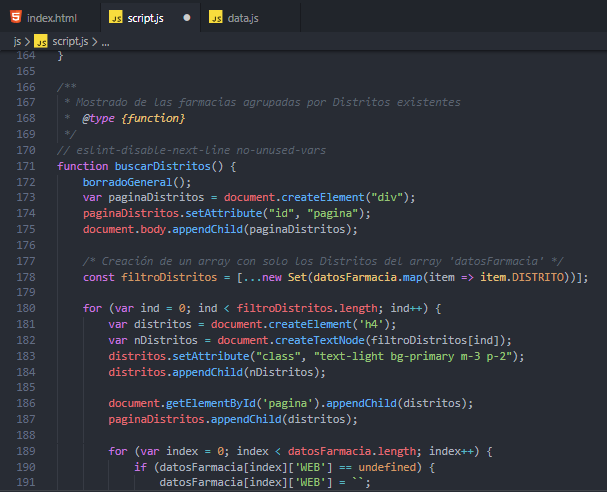 index.html
JS script.js
JS data.js
js > JS script.js > ...
164 }
165
166 /**
167 * Mostrado de las farmacias agrupadas por Distritos existentes
168 * @type {function}
169 */
170 // eslint-disable-next-line no-unused-vars
171 function buscarDistritos() {
172 borradoGeneral();
173 var paginaDistritos = document.createElement("div");
174 paginaDistritos.setAttribute("id", "pagina");
175 document.body.appendChild(paginaDistritos);
176
177 /* Creación de un array con solo los Distritos del array 'datosFarmacia' */
178 const filtroDistritos = [...new Set(datosFarmacia.map(item => item.DISTRITO))];
179
180 for (var ind = 0; ind < filtroDistritos.length; ind++) {
181 var distritos = document.createElement('h4');
182 var nDistritos = document.createTextNode(filtroDistritos[ind]);
183 distritos.setAttribute("class", "text-light bg-primary m-3 p-2");
184 distritos.appendChild(nDistritos);
185
186 document.getElementById('pagina').appendChild(distritos);
187 paginaDistritos.appendChild(distritos);
188
189 for (var index = 0; index < datosFarmacia.length; index++) {
190 if (datosFarmacia[index]['WEB'] == undefined) {
191 datosFarmacia[index]['WEB'] = ``;